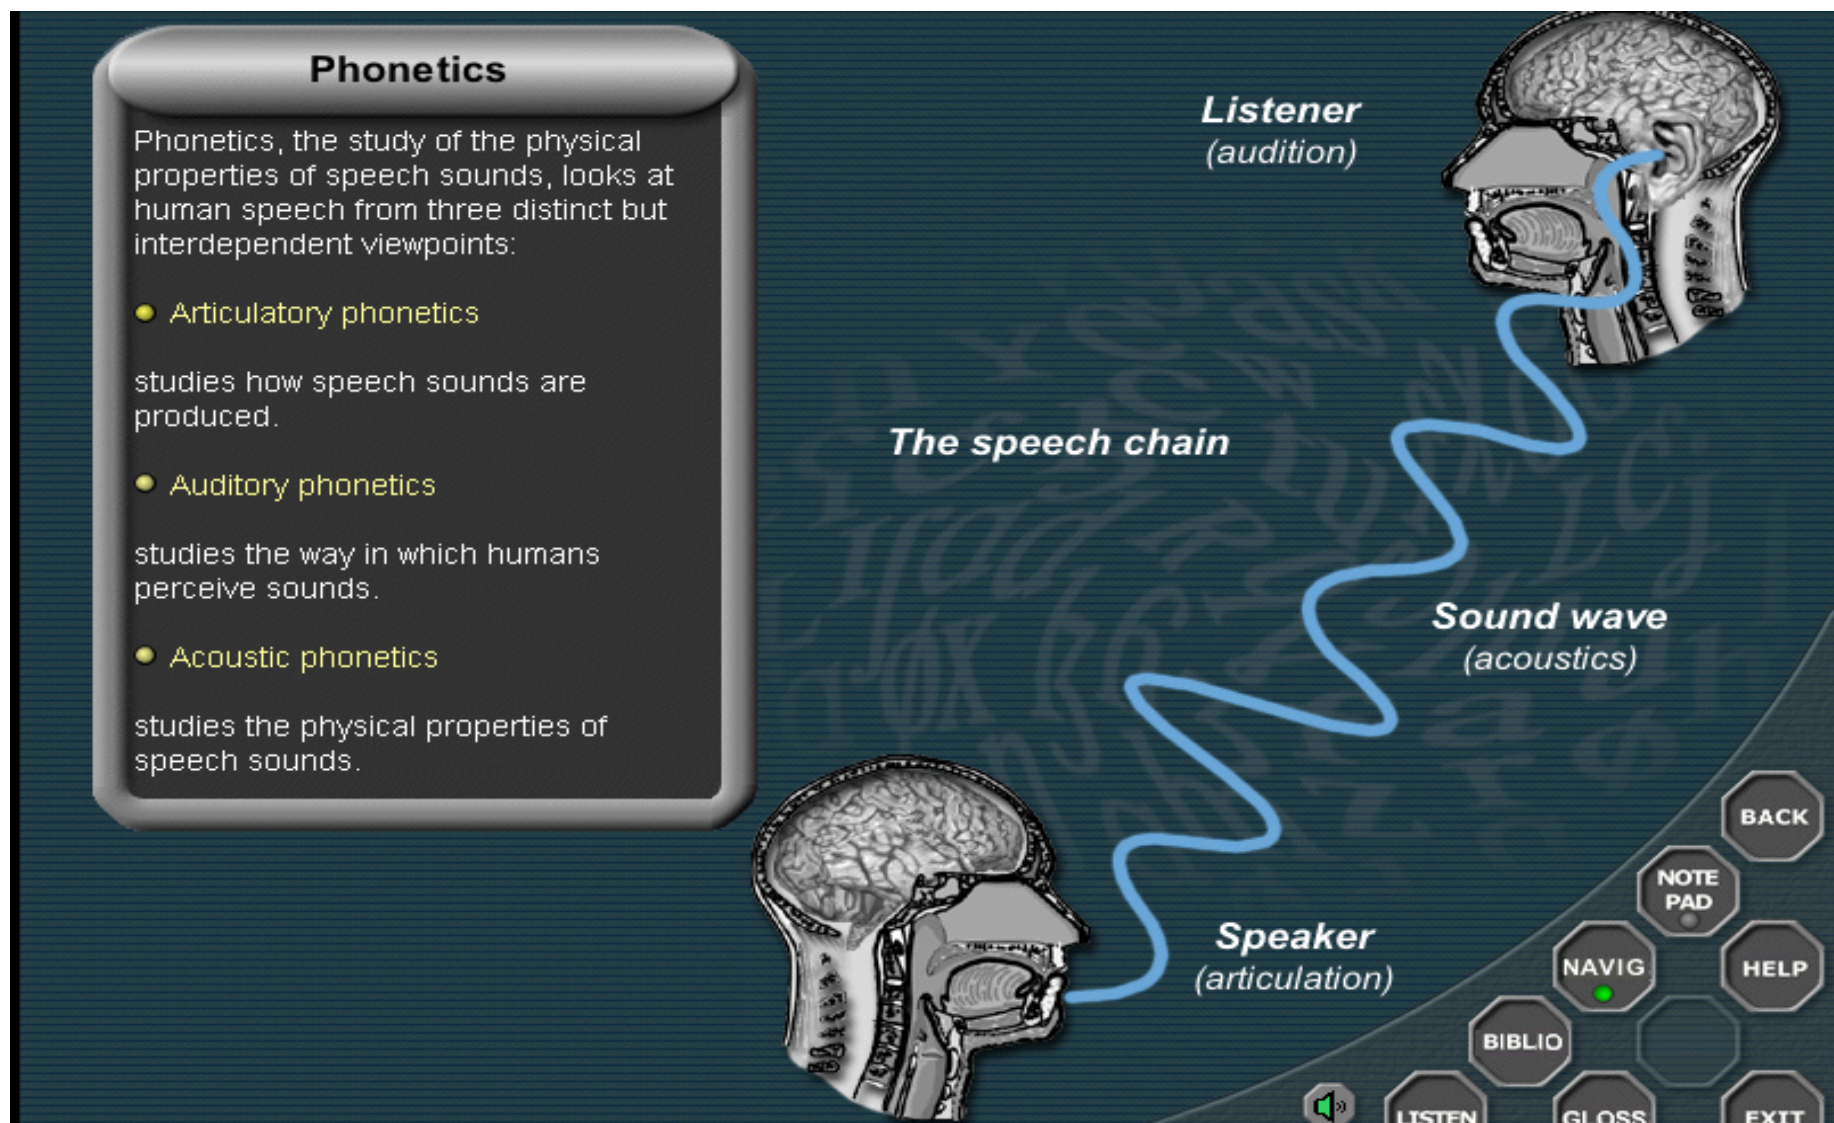 Phonetics
Phonetics, the study of the physical
properties of speech sounds, looks at
human speech from three distinct but
interdependent viewpoints:
Articulatory phonetics
studies how speech sounds are
produced.
Auditory phonetics
studies the way in which humans
perceive sounds.
Acoustic phonetics
studies the physical properties of
speech sounds.
Listener
(audition)
The speech chain
Sound wave
(acoustics)
Speaker
(articulation)
BACK
NOTE
PAD
NAVIG
HELP
BIBLIO
LISTEN
GLOSS
EXIT